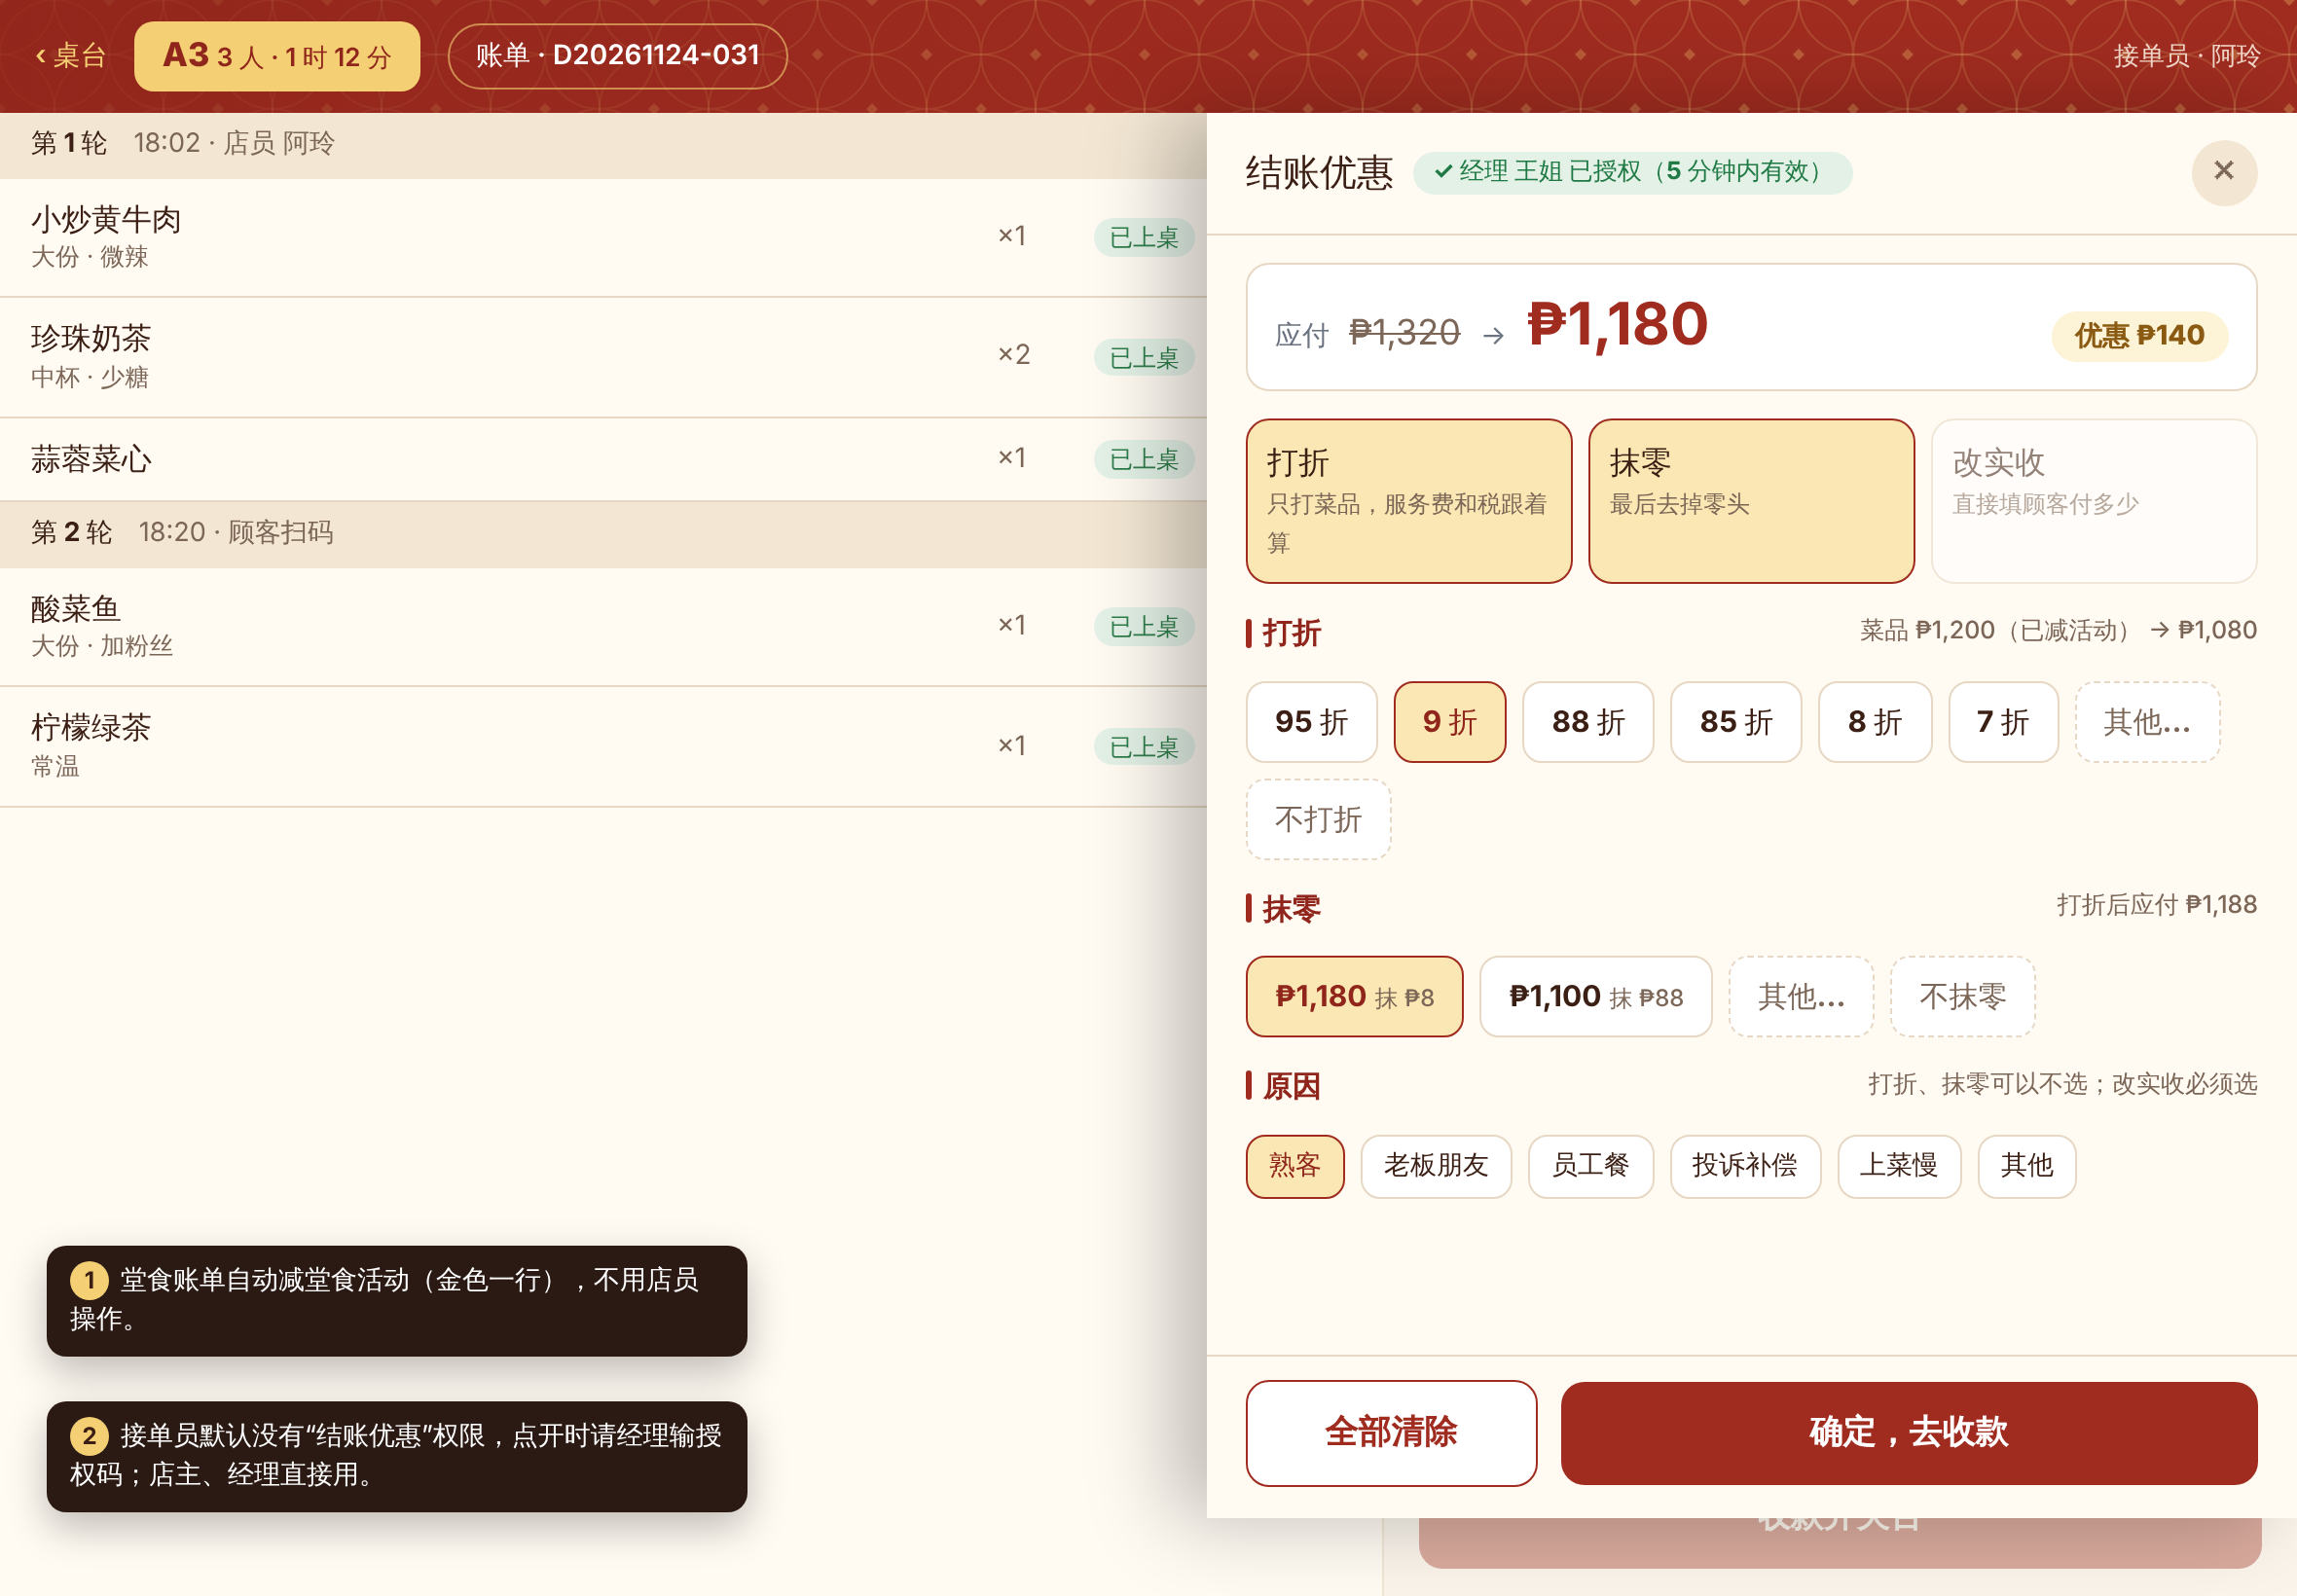 ‹ 桌台
A3 3 人 · 1 时 12 分
账单 · D20261124-031
接单员 · 阿玲
第 1 轮 18:02 · 店员 阿玲
小炒黄牛肉
大份 · 微辣
×1
已上桌
珍珠奶茶
中杯 · 少糖
×2
已上桌
蒜蓉菜心
×1
已上桌
第 2 轮 18:20 · 顾客扫码
酸菜鱼
大份 · 加粉丝
×1
已上桌
柠檬绿茶
常温
×1
已上桌
1 堂食账单自动减堂食活动（金色一行），不用店员
操作。
2 接单员默认没有“结账优惠”权限，点开时请经理输授
权码；店主、经理直接用。
结账优惠
✓ 经理 王姐 已授权（5 分钟内有效）
✕
应付 ₱1,320 → ₱1,180
优惠 ₱140
打折
只打菜品，服务费和税跟着
算
抹零
最后去掉零头
改实收
直接填顾客付多少
打折
菜品 ₱1,200（已减活动） → ₱1,080
95 折
9 折
88 折
85 折
8 折
7 折
其他...
不打折
抹零
打折后应付 ₱1,188
₱1,180 抹 ₱8
₱1,100 抹 ₱88
其他...
不抹零
原因
打折、抹零可以不选；改实收必须选
熟客
老板朋友
员工餐
投诉补偿
上菜慢
其他
全部清除
确定，去收款